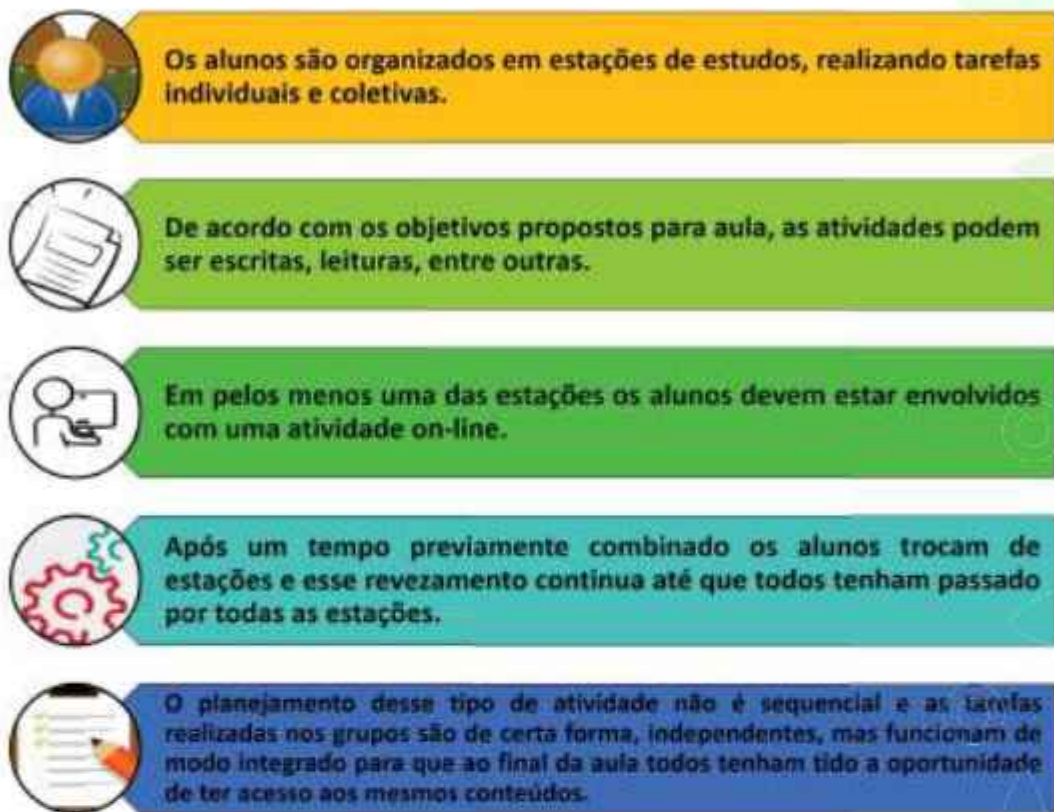 Os alunos são organizados em estações de estudos, realizando tarefas
individuais e coletivas.
De acordo com os objetivos propostos para aula, as atividades podem
ser escritas, leituras, entre outras.
Em pelos menos uma das estações os alunos devem estar envolvidos
com uma atividade on-line.
Após um tempo previamente combinado os alunos trocam de
estações e esse revezamento continua até que todos tenham passado
por todas as estações.
O planejamento desse tipo de atividade não é sequencial e as tarefas
realizadas nos grupos são de certa forma, independentes, mas funcionam de
modo integrado para que ao final da aula todos tenham tido a oportunidade
de ter acesso aos mesmos conteúdos.